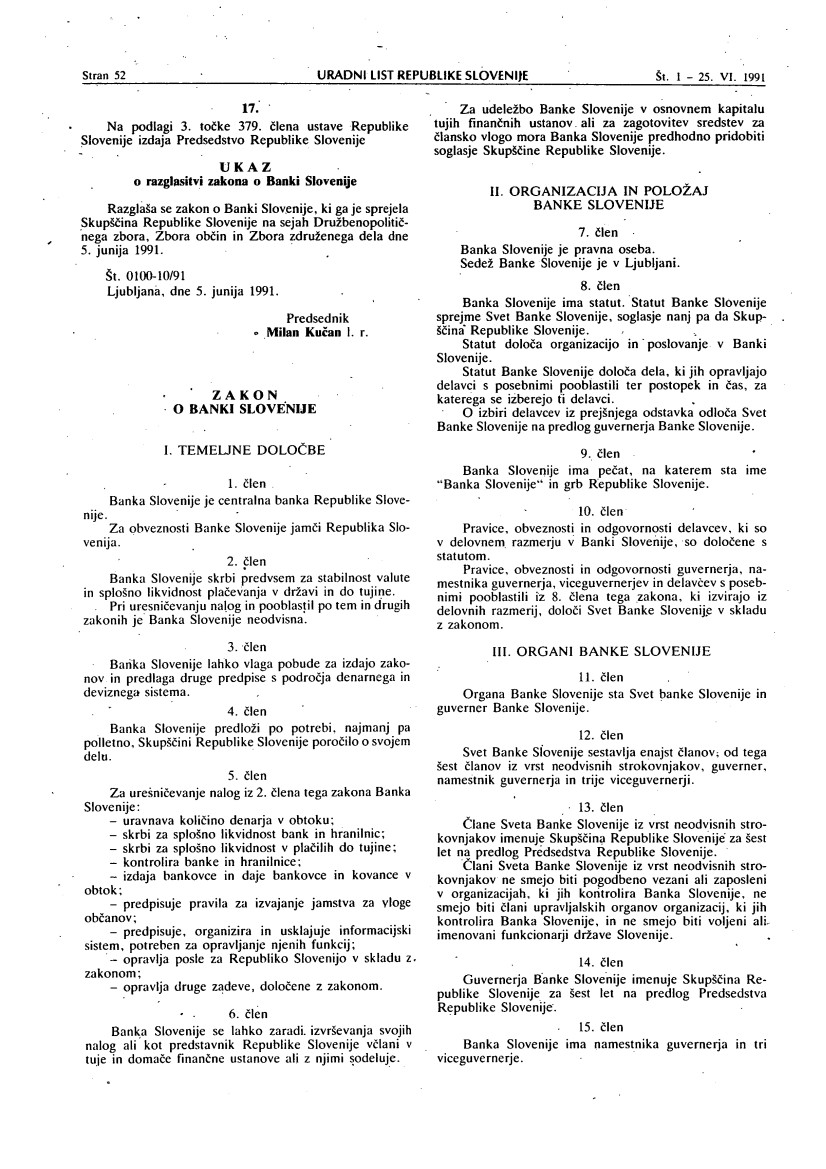 Stran 52
URADNI LIST REPUBLIKE SLOVENIJE
Št. 1 – 25. VI. 1991
17.
Na podlagi 3. točke 379. člena ustave Republike
Slovenije izdaja Predsedstvo Republike Slovenije
UKAZ
o razglasitvi zakona o Banki Slovenije
Razglaša se zakon o Banki Slovenije, ki ga je sprejela
Skupščina Republike Slovenije na sejah Družbenopolitič-
nega zbora, Zbora občin in Zbora združenega dela dne
5. junija 1991.
Št. 0100-10/91
Ljubljana, dne 5. junija 1991.
Predsednik
Milan Kučan l. r.
ZAKON
O BANKI SLOVENIJE
I. TEMELJNE DOLOČBE
1. člen
Banka Slovenije je centralna banka Republike Slove-
nije.
Za obveznosti Banke Slovenije jamči Republika Slo-
venija.
2. člen
Banka Slovenije skrbi predvsem za stabilnost valute
in splošno likvidnost plačevanja v državi in do tujine.
Pri uresničevanju nalog in pooblastil po tem in drugih
zakonih je Banka Slovenije neodvisna.
3. člen
Banka Slovenije lahko vlaga pobude za izdajo zako-
nov in predlaga druge predpise s področja denarnega in
deviznega sistema.
4. člen
Banka Slovenije predloži po potrebi, najmanj pa
polletno, Skupščini Republike Slovenije poročilo o svojem
delu.
5. člen
Za uresničevanje nalog iz 2. člena tega zakona Banka
Slovenije:
– uravnava količino denarja v obtoku;
– skrbi za splošno likvidnost bank in hranilnic;
– skrbi za splošno likvidnost v plačilih do tujine;
– kontrolira banke in hranilnice;
– izdaja bankovce in daje bankovce in kovance v
obtok;
– predpisuje pravila za izvajanje jamstva za vloge
občanov;
– predpisuje, organizira in usklajuje informacijski
sistem, potreben za opravljanje njenih funkcij;
– opravlja posle za Republiko Slovenijo v skladu z
zakonom;
– opravlja druge zadeve, določene z zakonom.
6. člen
Banka Slovenije se lahko zaradi izvrševanja svojih
nalog ali kot predstavnik Republike Slovenije včlani v
tuje in domače finančne ustanove ali z njimi sodeluje.
Za udeležbo Banke Slovenije v osnovnem kapitalu
tujih finančnih ustanov ali za zagotovitev sredstev za
člansko vlogo mora Banka Slovenije predhodno pridobiti
soglasje Skupščine Republike Slovenije.
II. ORGANIZACIJA IN POLOŽAJ
BANKE SLOVENIJE
7. člen
Banka Slovenije je pravna oseba.
Sedež Banke Slovenije je v Ljubljani.
8. člen
Banka Slovenije ima statut. Statut Banke Slovenije
sprejme Svet Banke Slovenije, soglasje nanj pa da Skup-
ščina Republike Slovenije.
Statut določa organizacijo in poslovanje v Banki
Slovenije.
Statut Banke Slovenije določa dela, ki jih opravljajo
delavci s posebnimi pooblastili ter postopek in čas, za
katerega se izberejo ti delavci.
O izbiri delavcev iz prejšnjega odstavka odloča Svet
Banke Slovenije na predlog guvernerja Banke Slovenije.
9. člen
Banka Slovenije ima pečat, na katerem sta ime
"Banka Slovenije" in grb Republike Slovenije.
10. člen
Pravice, obveznosti in odgovornosti delavcev, ki so
v delovnem razmerju v Banki Slovenije, so določene s
statutom.
Pravice, obveznosti in odgovornosti guvernerja, na-
mestnika guvernerja, viceguvernerjev in delavcev s poseb-
nimi pooblastili iz 8. člena tega zakona, ki izvirajo iz
delovnih razmerij, določi Svet Banke Slovenije v skladu
z zakonom.
III. ORGANI BANKE SLOVENIJE
11. člen
Organa Banke Slovenije sta Svet banke Slovenije in
guverner Banke Slovenije.
12. člen
Svet Banke Slovenije sestavlja enajst članov; od tega
šest članov iz vrst neodvisnih strokovnjakov, guverner,
namestnik guvernerja in trije viceguvernerji.
13. člen
Člane Sveta Banke Slovenije iz vrst neodvisnih stro-
kovnjakov imenuje Skupščina Republike Slovenije za šest
let na predlog Predsedstva Republike Slovenije.
Člani Sveta Banke Slovenije iz vrst neodvisnih stro-
kovnjakov ne smejo biti pogodbeno vezani ali zaposleni
v organizacijah, ki jih kontrolira Banka Slovenije, ne
smejo biti člani upravljalskih organov organizacij, ki jih
kontrolira Banka Slovenije, in ne smejo biti voljeni ali
imenovani funkcionarji države Slovenije.
14. člen
Guvernerja Banke Slovenije imenuje Skupščina Re-
publike Slovenije za šest let na predlog Predsedstva
Republike Slovenije.
15. člen
Banka Slovenije ima namestnika guvernerja in tri
viceguvernerje.